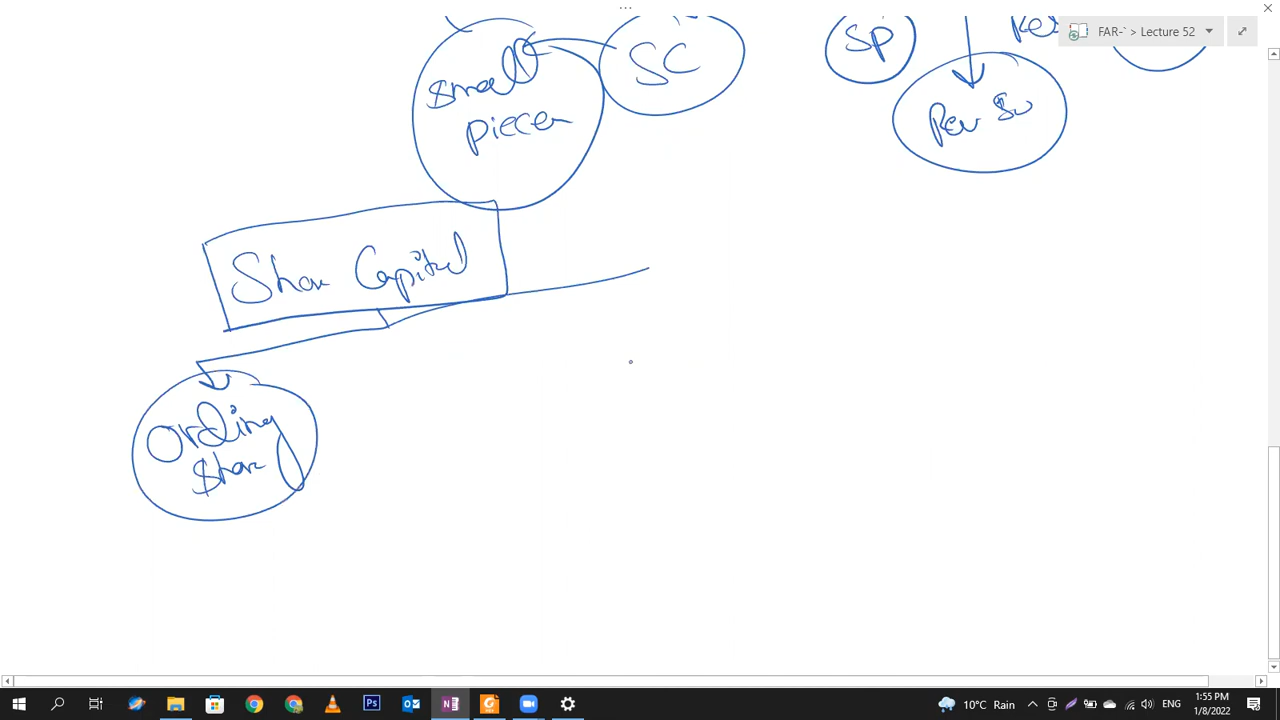 FAR-` > Lecture 52
Small
pieces
SC
SP
Rev Su
Share Capital
Ordinary
Share
10°C Rain
ENG
1:55 PM
1/8/2022